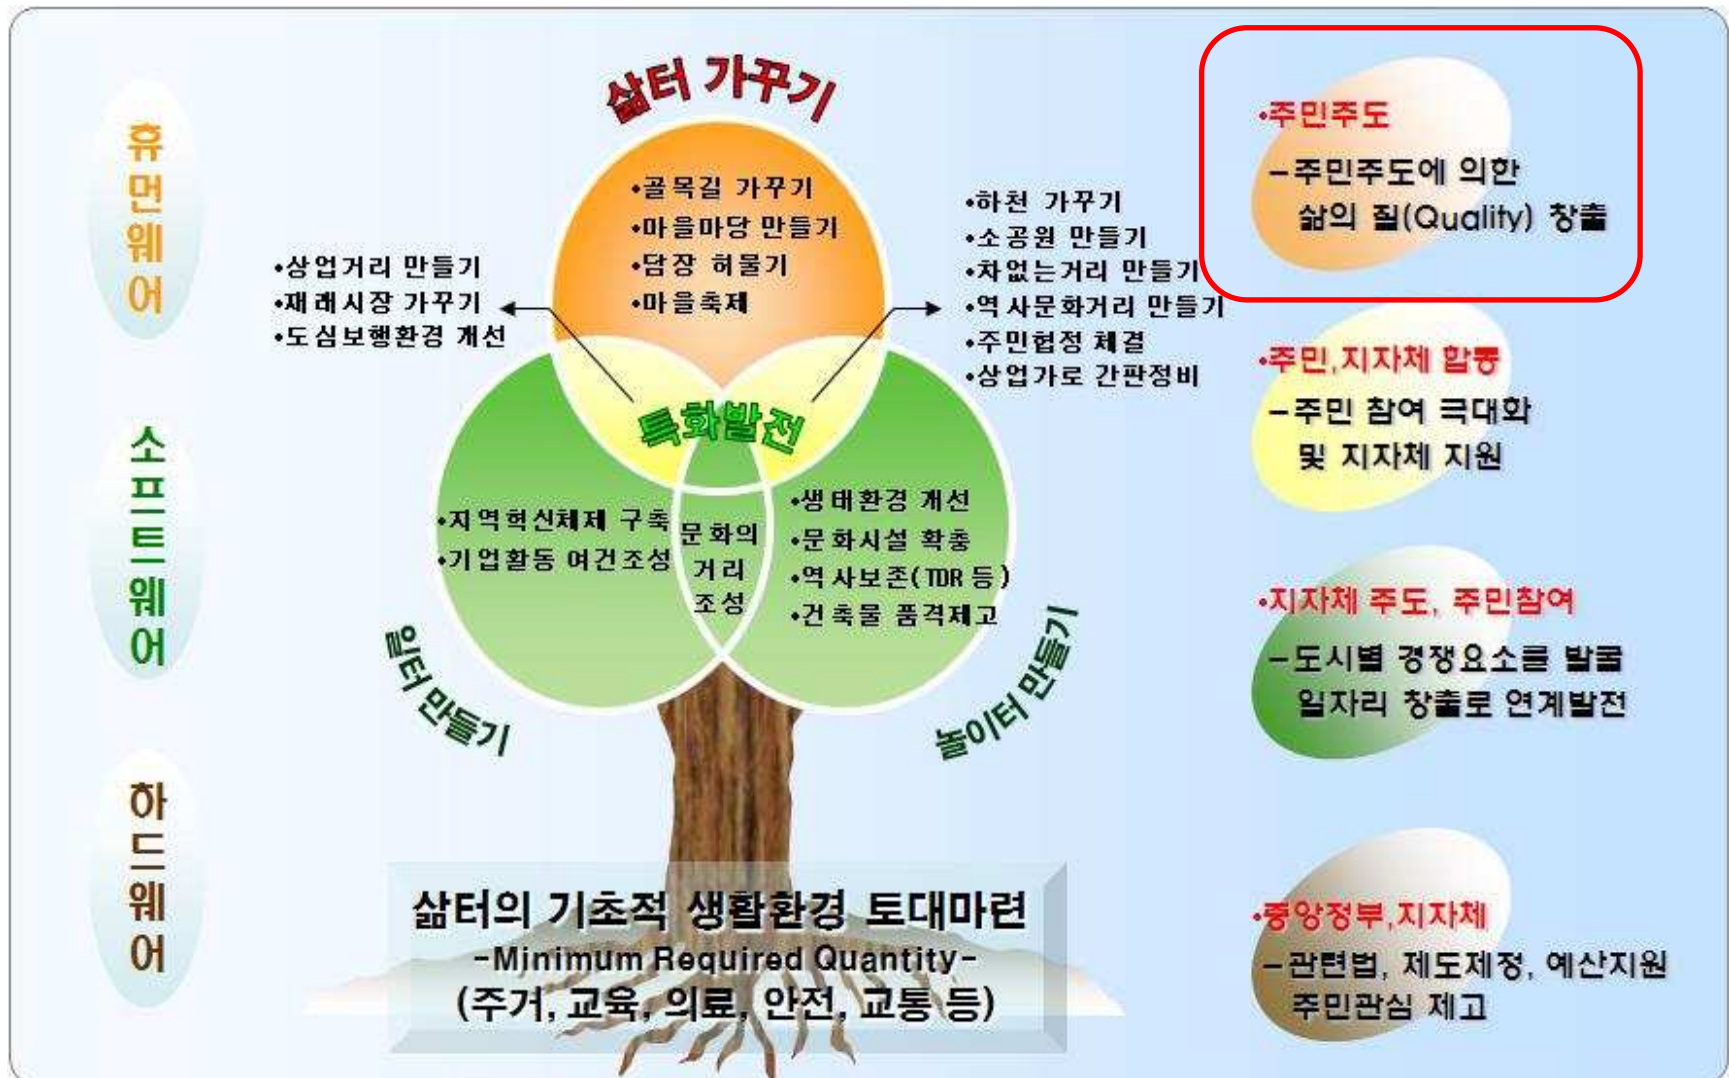 휴먼웨어
소프트웨어
하드웨어
삶터 가꾸기
•골목길 가꾸기
•마을마당 만들기
•담장 허물기
•마을축제
•상업거리 만들기
•재래시장 가꾸기
•도심보행환경 개선
•하천 가꾸기
•소공원 만들기
•차없는거리 만들기
•역사문화거리 만들기
•주민협정 체결
•상업가로 간판정비
특화발전
•지역혁신체제 구축
•기업활동 여건조성
문화의
거리
조성
•생태환경 개선
•문화시설 확충
•역사보존(TDR 등)
•건축물 품격제고
일터 만들기
놀이터 만들기
삶터의 기초적 생활환경 토대마련
-Minimum Required Quantity-
(주거, 교육, 의료, 안전, 교통 등)
•주민주도
-주민주도에 의한
삶의 질(Quality) 창출
•주민,지자체 합동
-주민 참여 극대화
및 지자체 지원
•지자체 주도, 주민참여
-도시별 경쟁요소를 발굴
일자리 창출로 연계발전
•중앙정부,지자체
-관련법, 제도제정, 예산지원
주민관심 제고